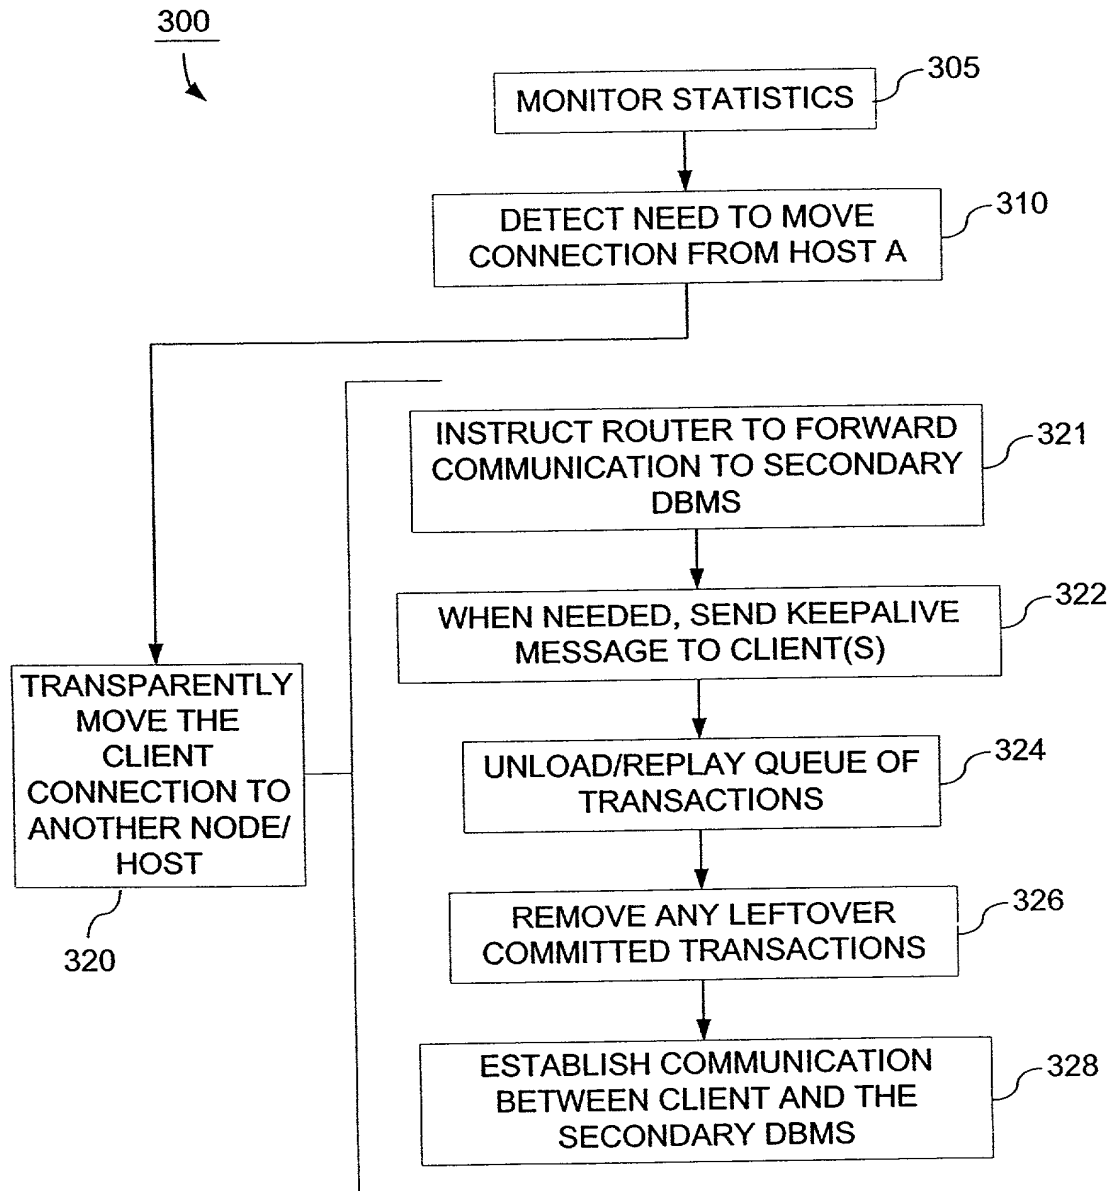 300
MONITOR STATISTICS
305
DETECT NEED TO MOVE
CONNECTION FROM HOST A
310
INSTRUCT ROUTER TO FORWARD
COMMUNICATION TO SECONDARY
DBMS
321
WHEN NEEDED, SEND KEEPALIVE
MESSAGE TO CLIENT(S)
322
TRANSPARENTLY
MOVE THE
CLIENT
CONNECTION TO
ANOTHER NODE/
HOST
320
UNLOAD/REPLAY QUEUE OF
TRANSACTIONS
324
REMOVE ANY LEFTOVER
COMMITTED TRANSACTIONS
326
ESTABLISH COMMUNICATION
BETWEEN CLIENT AND THE
SECONDARY DBMS
328